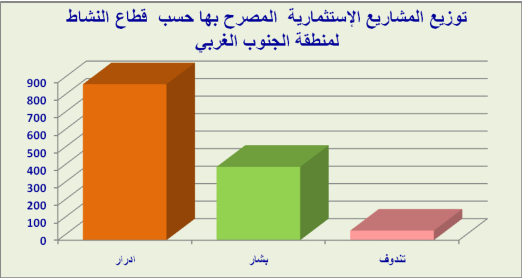 توزيع المشاريع الإستثمارية المصرح بها حسب قطاع النشاط
لمنطقة الجنوب الغربي
900
800
700
600
500
400
300
200
100
0
ادرار
بشار
تندوف